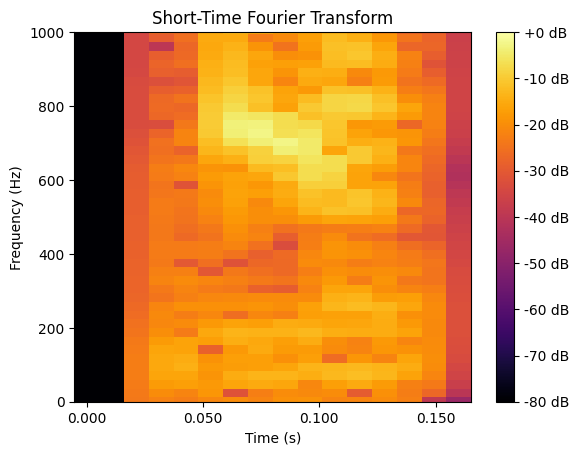 Short-Time Fourier Transform
1000
800
600
400
200
0
Frequency (Hz)
0.000
0.050
0.100
0.150
Time (s)
+0 dB
-10 dB
-20 dB
-30 dB
-40 dB
-50 dB
-60 dB
-70 dB
-80 dB